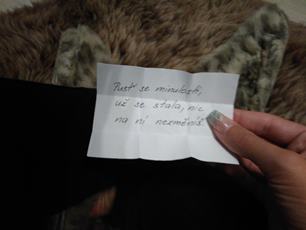 Pusť se minulosti,
už se stala, nic
na ní nezměníš